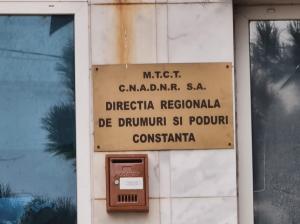 M.T.C.T.
C.N.A.D.N.R. S.A.
DIRECTIA REGIONALA
DE DRUMURI SI PODURI
CONSTANTA